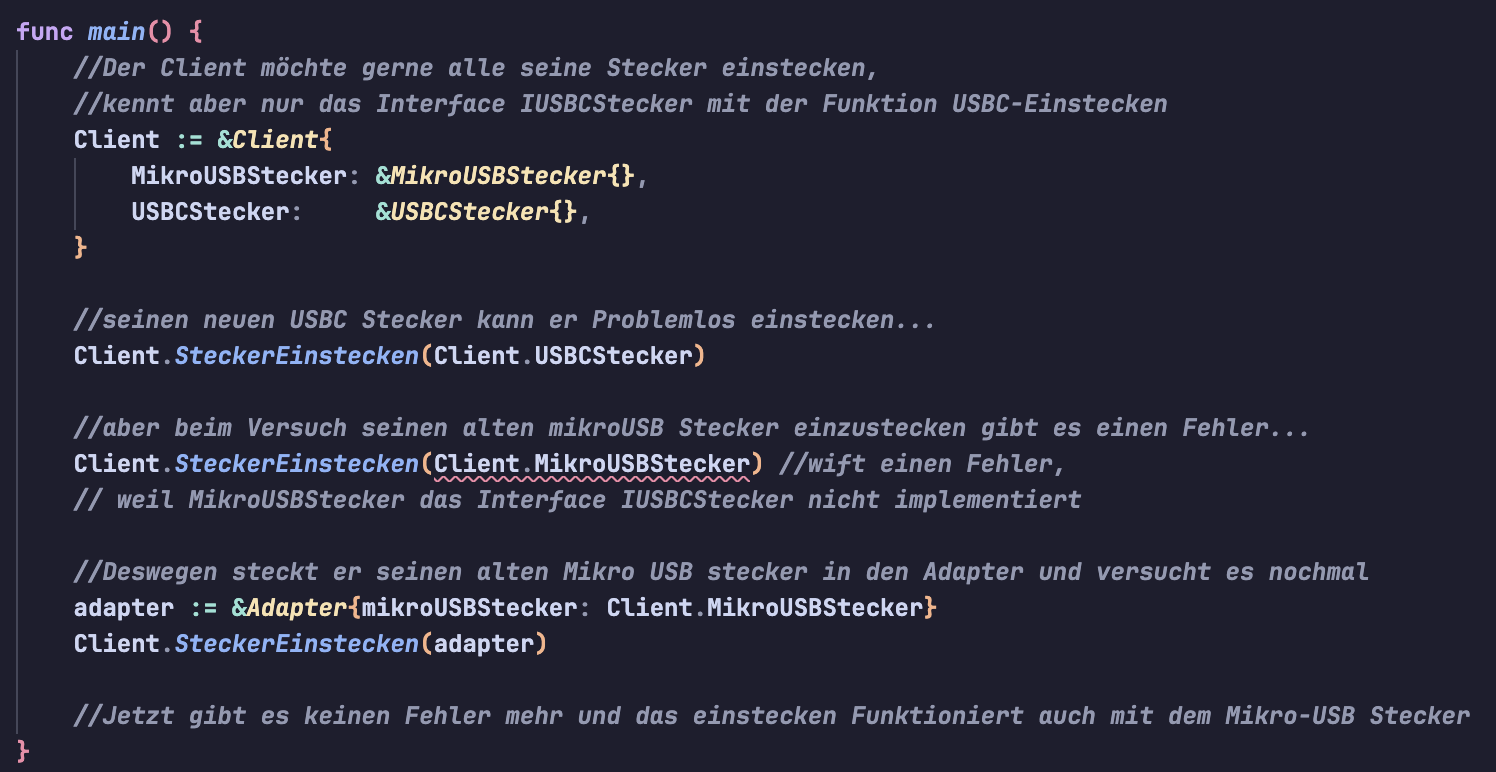 func main() {
//Der Client möchte gerne alle seine Stecker einstecken,
//kennt aber nur das Interface IUSBCStecker mit der Funktion USBC-Einstecken
Client := &Client{
MikroUSBStecker: &MikroUSBStecker{},
USBCStecker: &USBCStecker{},
}
//seinen neuen USBC Stecker kann er Problemlos einstecken...
Client.SteckerEinstecken(Client.USBCStecker)
//aber beim Versuch seinen alten mikroUSB Stecker einzustecken gibt es einen Fehler...
Client.SteckerEinstecken(Client.MikroUSBStecker) //wift einen Fehler,
// weil MikroUSBStecker das Interface IUSBCStecker nicht implementiert
//Deswegen steckt er seinen alten Mikro USB stecker in den Adapter und versucht es nochmal
adapter := &Adapter{mikroUSBStecker: Client.MikroUSBStecker}
Client.SteckerEinstecken(adapter)
//Jetzt gibt es keinen Fehler mehr und das einstecken Funktioniert auch mit dem Mikro-USB Stecker
}